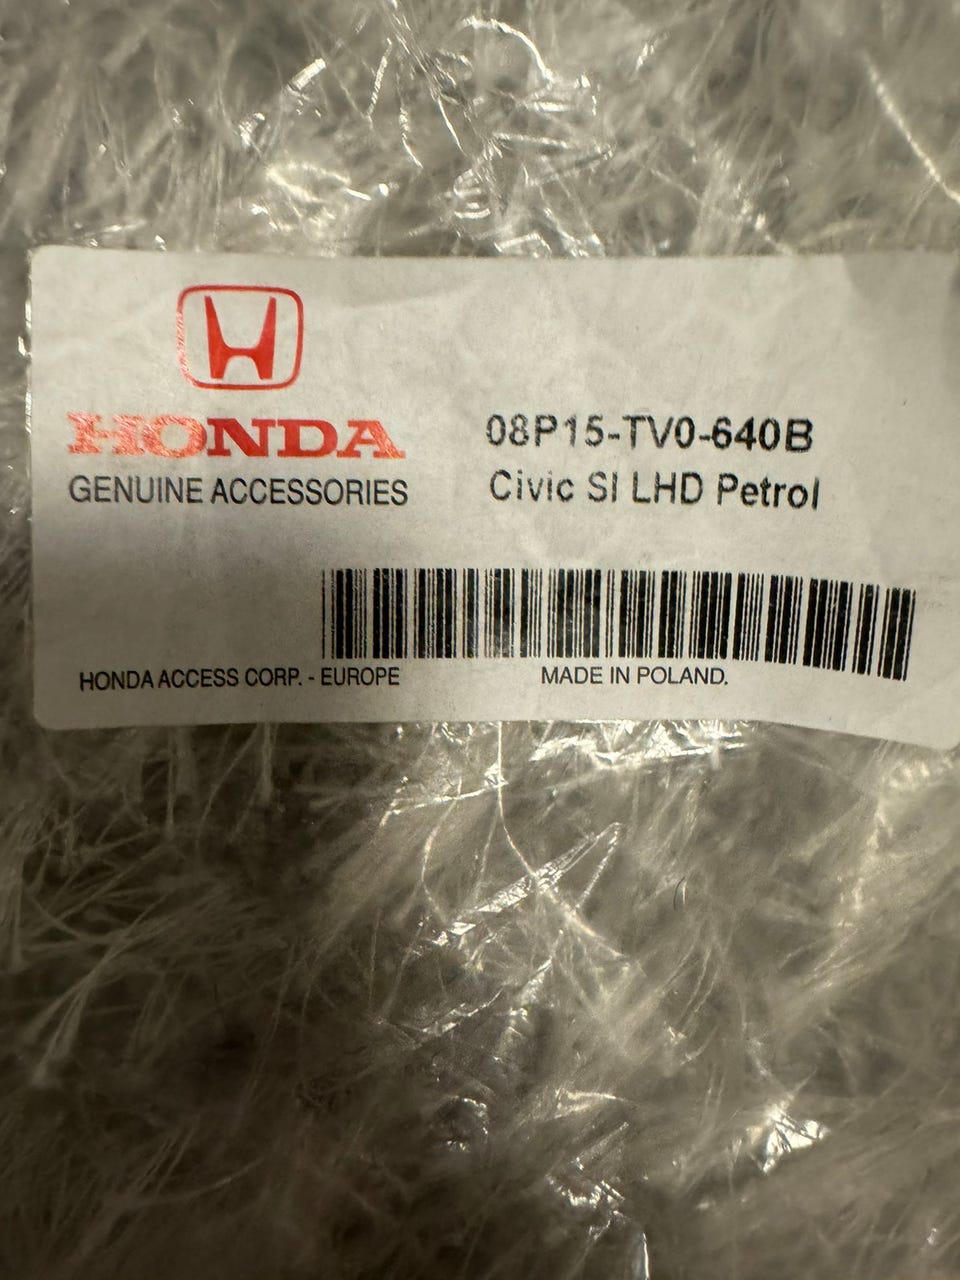 HONDA
GENUINE ACCESSORIES
08P15-TV0-640B
Civic SI LHD Petrol
HONDA ACCESS CORP. - EUROPE
MADE IN POLAND.